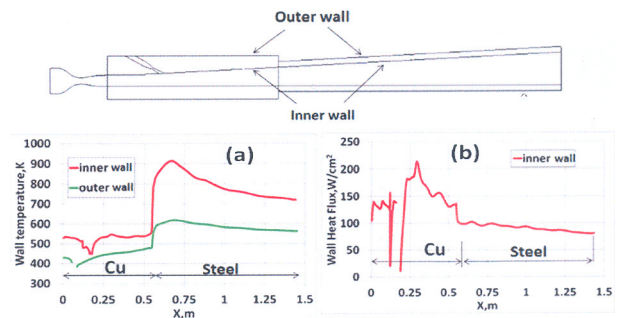 Outer wall
Inner wall
(a)
(b)
Wall temperature,K
1000
900
800
700
600
500
400
300
inner wall
outer wall
Cu
Steel
0
0.25
0.5
0.75
1
1.25
1.5
X,m
Wall Heat Flux,W/cm²
250
200
150
100
50
0
inner wall
Cu
Steel
0
0.25
0.5
0.75
1
1.25
1.5
X,m